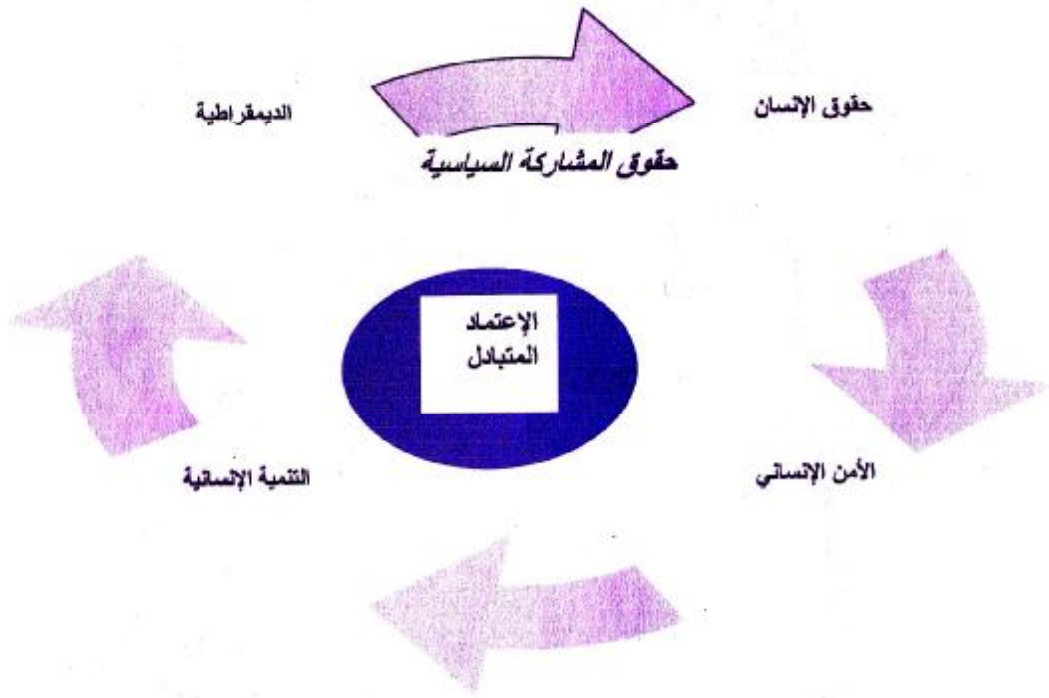 حقوق الإنسان
الديمقراطية
حقوق المشاركة السياسية
الإعتماد
المتبادل
الأمن الإنساني
التنمية الإنسانية